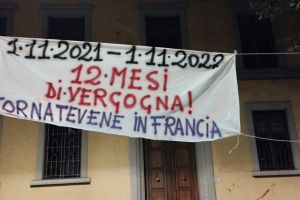 1·11·2021 – 1·11·2022
12·MESI
DI·VERGOGNA!
TORNATEVENE IN FRANCIA